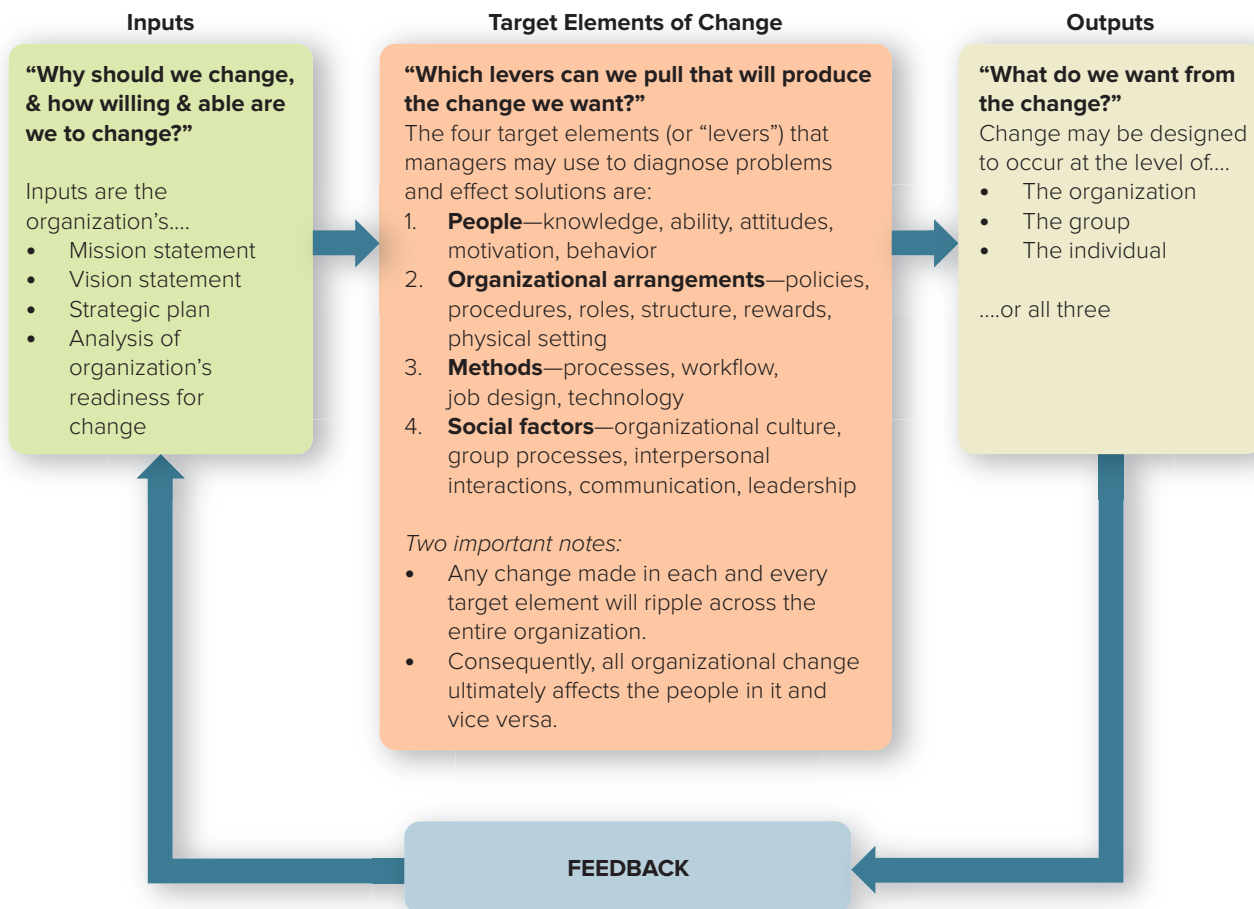 Inputs
“Why should we change,
& how willing & able are
we to change?”
Inputs are the
organization’s....
• Mission statement
• Vision statement
• Strategic plan
• Analysis of
organization’s
readiness for
change
Target Elements of Change
“Which levers can we pull that will produce
the change we want?”
The four target elements (or “levers”) that
managers may use to diagnose problems
and effect solutions are:
1. People—knowledge, ability, attitudes,
motivation, behavior
2. Organizational arrangements—policies,
procedures, roles, structure, rewards,
physical setting
3. Methods—processes, workflow,
job design, technology
4. Social factors—organizational culture,
group processes, interpersonal
interactions, communication, leadership
Two important notes:
• Any change made in each and every
target element will ripple across the
entire organization.
• Consequently, all organizational change
ultimately affects the people in it and
vice versa.
Outputs
“What do we want from
the change?”
Change may be designed
to occur at the level of....
• The organization
• The group
• The individual
....or all three
FEEDBACK